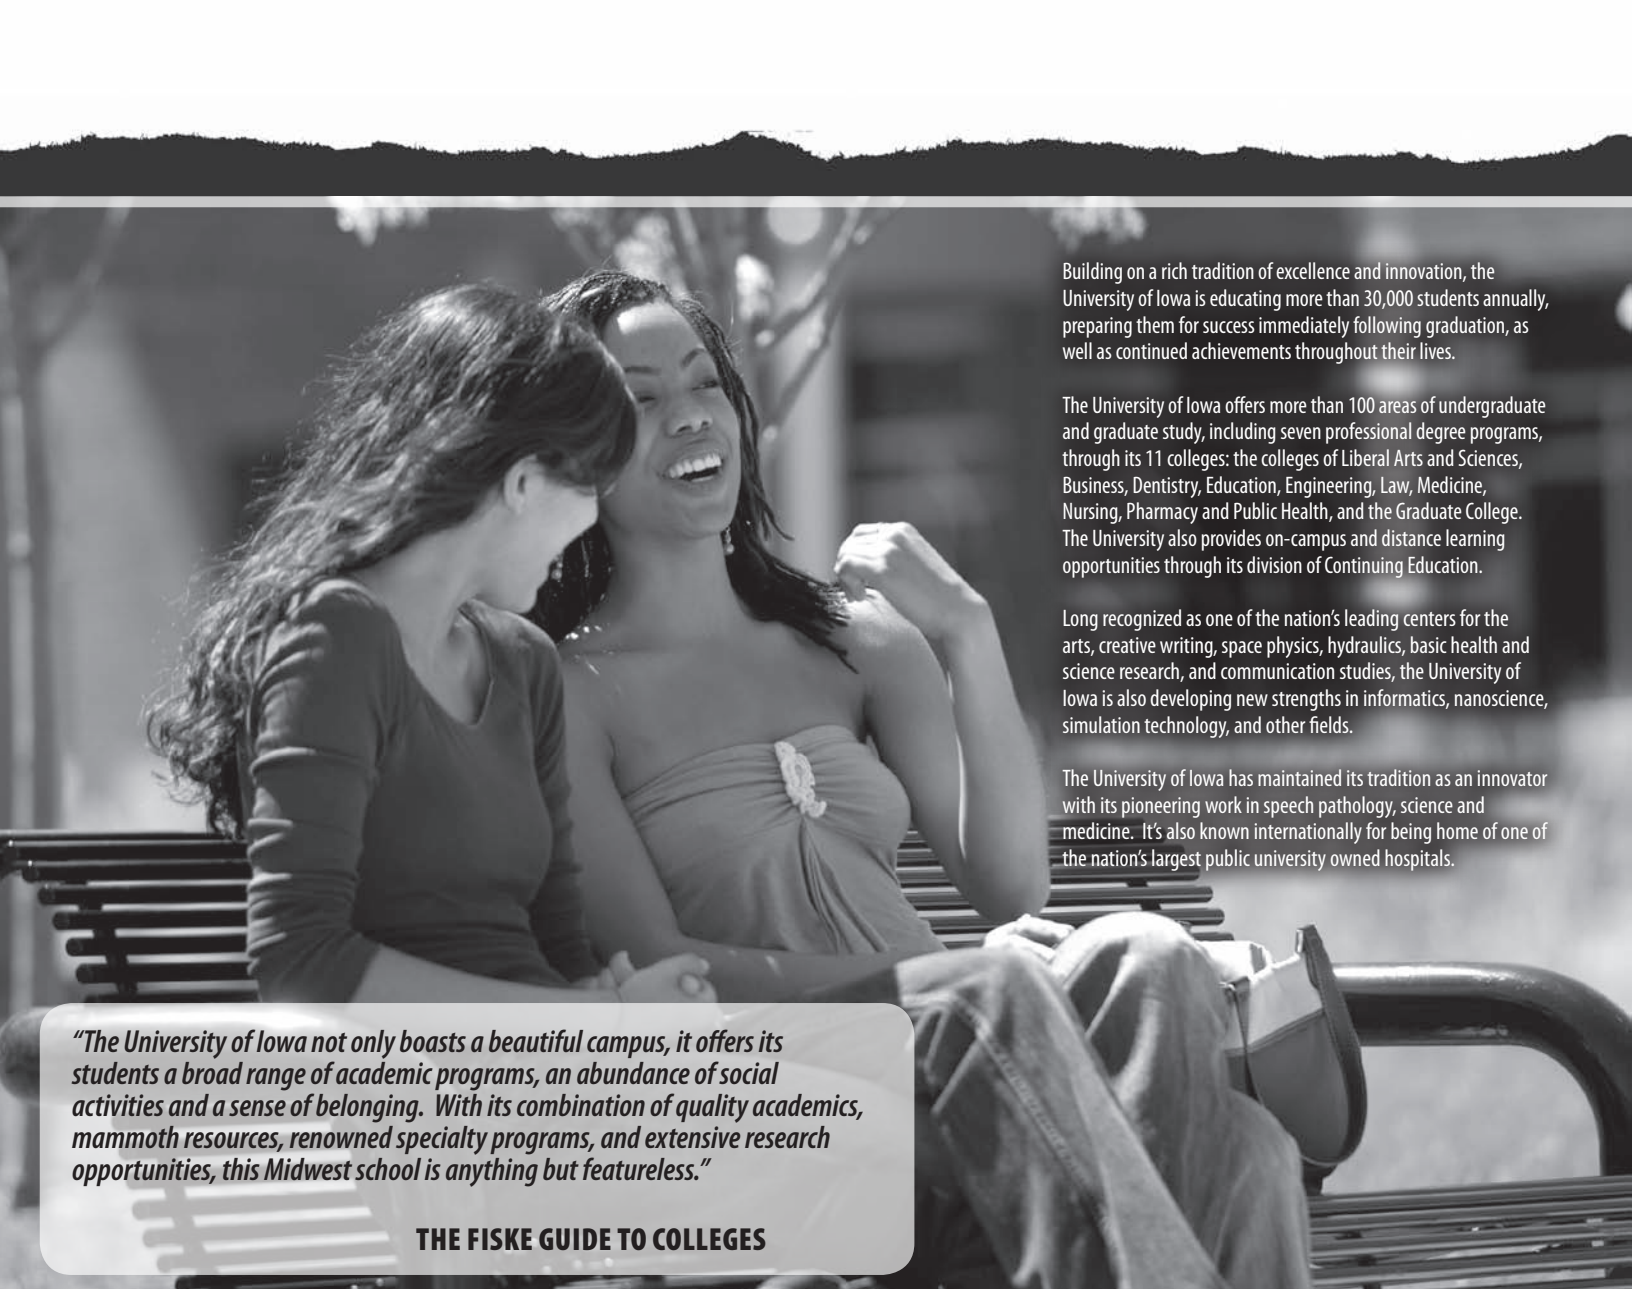 Building on a rich tradition of excellence and innovation, the
University of Iowa is educating more than 30,000 students annually,
preparing them for success immediately following graduation, as
well as continued achievements throughout their lives.
The University of Iowa offers more than 100 areas of undergraduate
and graduate study, including seven professional degree programs,
through its 11 colleges: the colleges of Liberal Arts and Sciences,
Business, Dentistry, Education, Engineering, Law, Medicine,
Nursing, Pharmacy and Public Health, and the Graduate College.
The University also provides on-campus and distance learning
opportunities through its division of Continuing Education.
Long recognized as one of the nation’s leading centers for the
arts, creative writing, space physics, hydraulics, basic health and
science research, and communication studies, the University of
Iowa is also developing new strengths in informatics, nanoscience,
simulation technology, and other fields.
The University of Iowa has maintained its tradition as an innovator
with its pioneering work in speech pathology, science and
medicine.  It’s also known internationally for being home of one of
the nation’s largest public university owned hospitals.
“The University of Iowa not only boasts a beautiful campus, it offers its
students a broad range of academic programs, an abundance of social
activities and a sense of belonging.  With its combination of quality academics,
mammoth resources, renowned specialty programs, and extensive research
opportunities, this Midwest school is anything but featureless.”
THE FISKE GUIDE TO COLLEGES